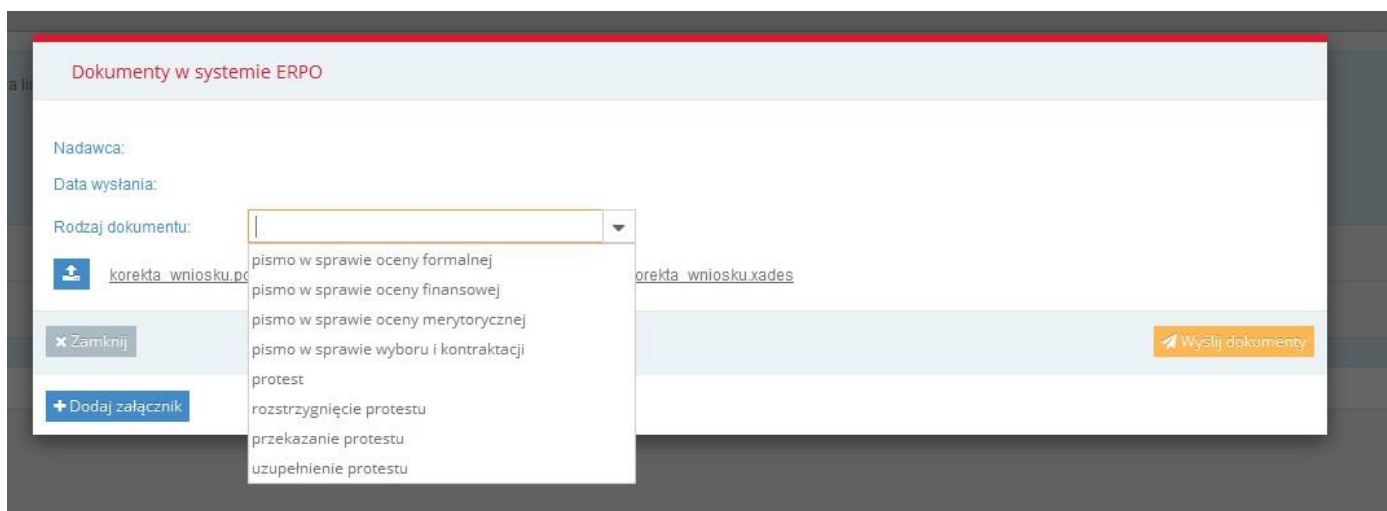 Dokumenty w systemie ERPO
a li
Nadawca:
Data wysłania:
Rodzaj dokumentu:
pismo w sprawie oceny formalnej
korekta_wniosku.pd orekta_wniosku.xades
pismo w sprawie oceny finansowej
pismo w sprawie oceny merytorycznej
Zamknij
Wyślij dokumenty
pismo w sprawie wyboru i kontraktacji
protest
Dodaj załącznik
rozstrzygnięcie protestu
przekazanie protestu
uzupełnienie protestu